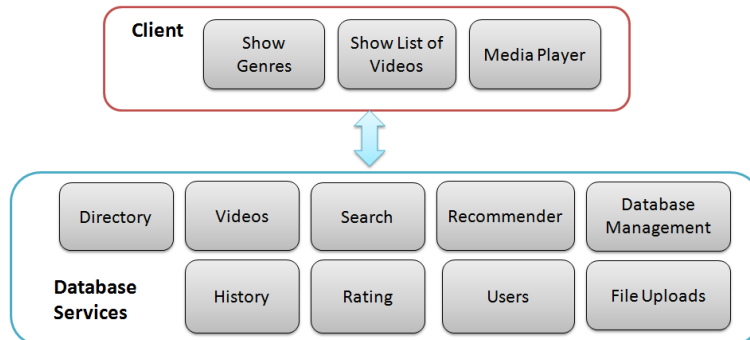 Client
Show
Genres
Show List of
Videos
Media Player
Directory
Videos
Search
Recommender
Database
Management
Database
Services
History
Rating
Users
File Uploads